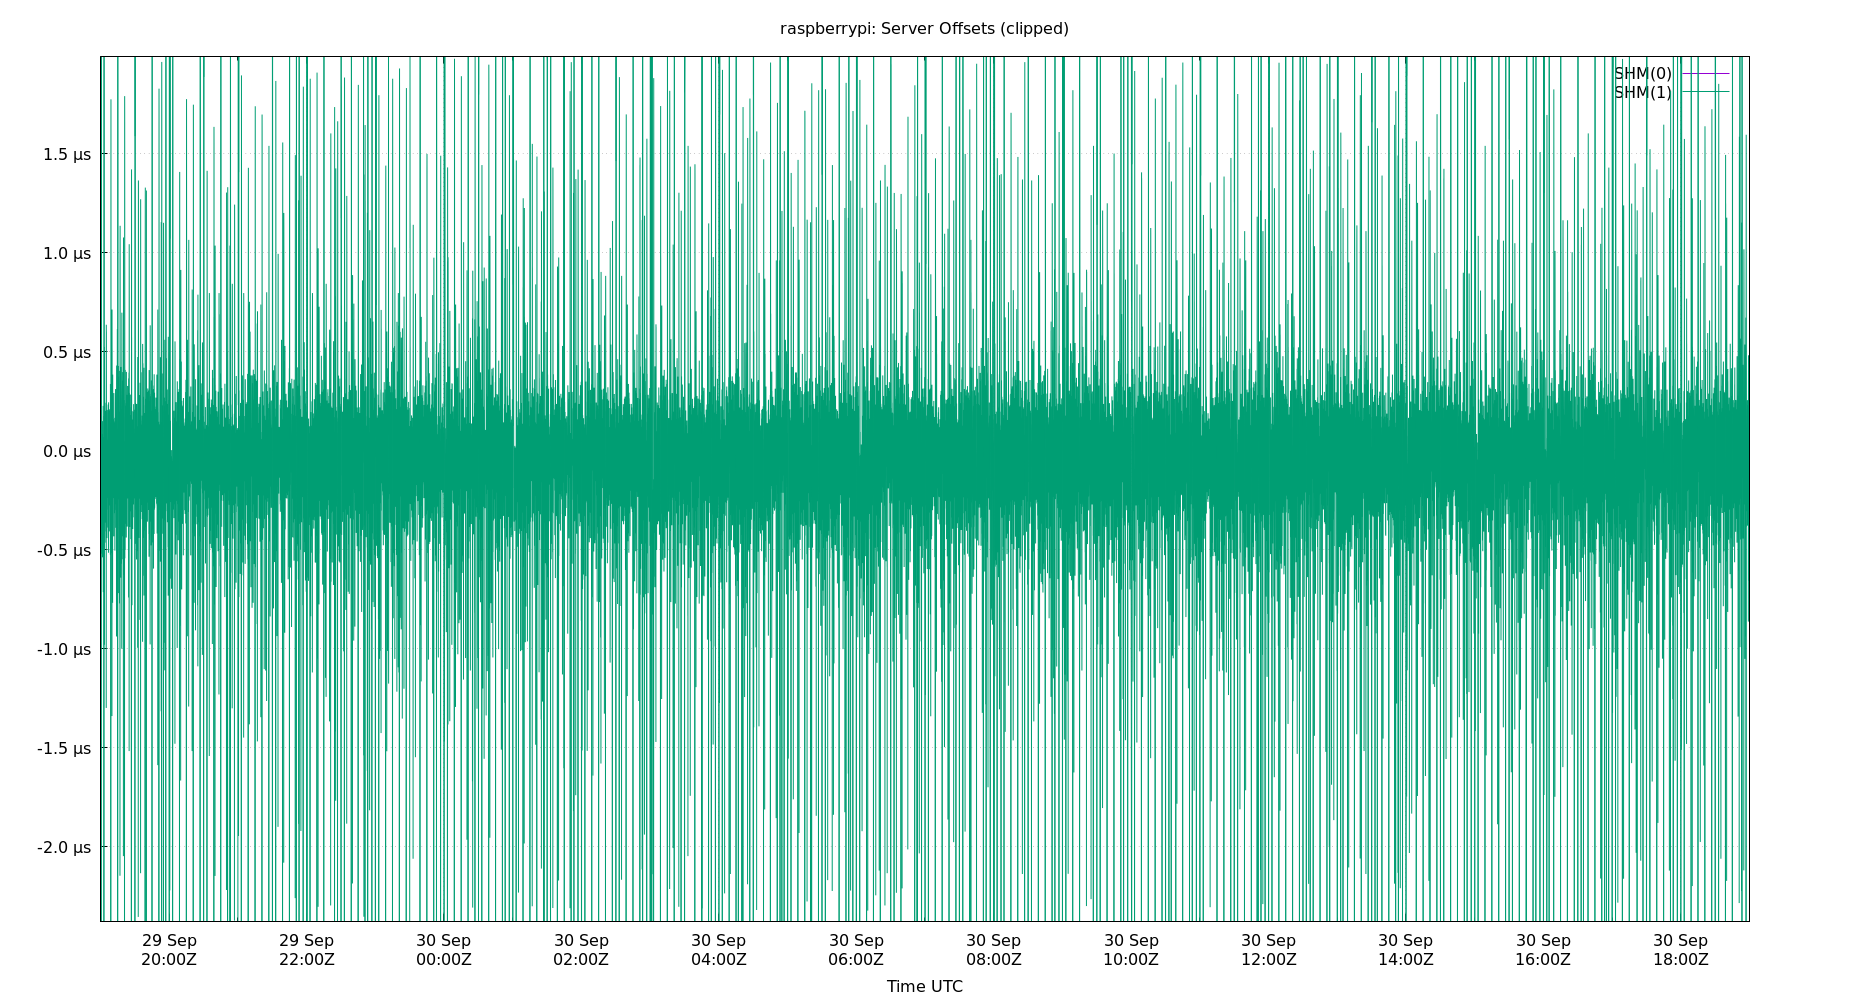 raspberrypi: Server Offsets (clipped)
SHM(0)
SHM(1)
1.5 µs
1.0 µs
0.5 µs
0.0 µs
-0.5 µs
-1.0 µs
-1.5 µs
-2.0 µs
29 Sep 29 Sep 30 Sep 30 Sep 30 Sep 30 Sep 30 Sep 30 Sep 30 Sep 30 Sep 30 Sep 30 Sep
20:00Z 22:00Z 00:00Z 02:00Z 04:00Z 06:00Z 08:00Z 10:00Z 12:00Z 14:00Z 16:00Z 18:00Z
Time UTC